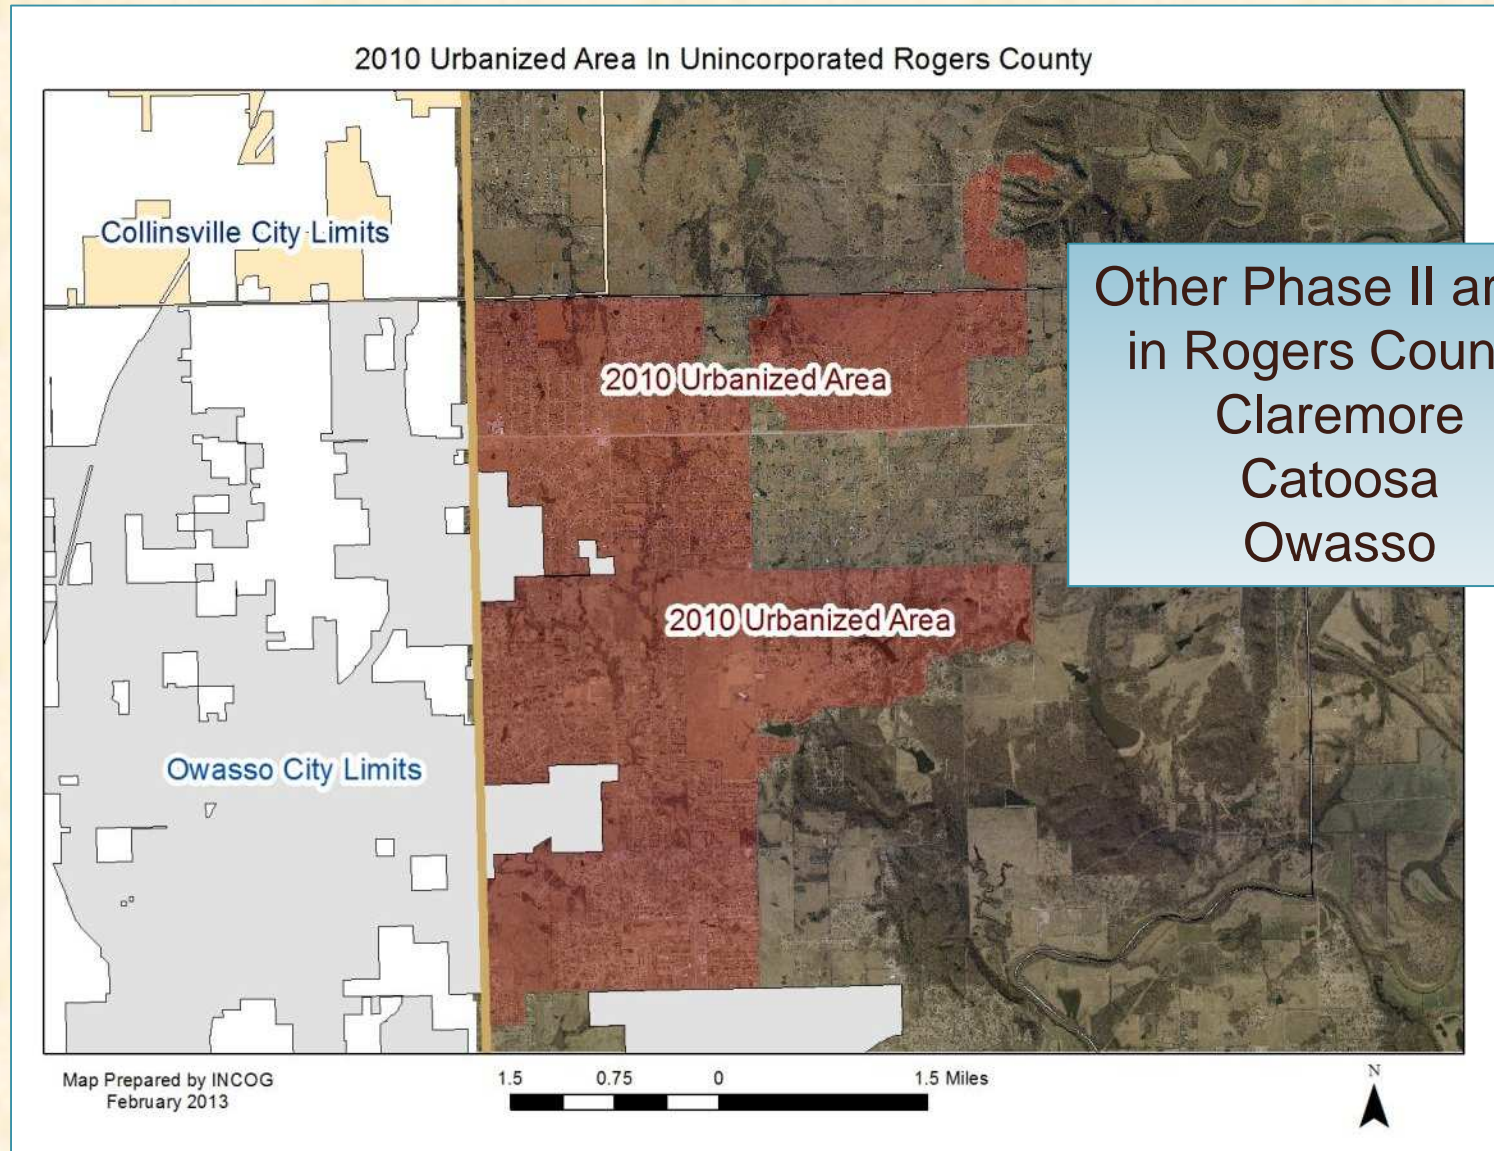 2010 Urbanized Area In Unincorporated Rogers County
Collinsville City Limits
Other Phase II
in Rogers
Claremore
Catoosa
Owasso
2010 Urbanized Area
2010 Urbanized Area
Owasso City Limits
Map Prepared by INCOG
February 2013
1.5 0.75 0 1.5 Miles
N